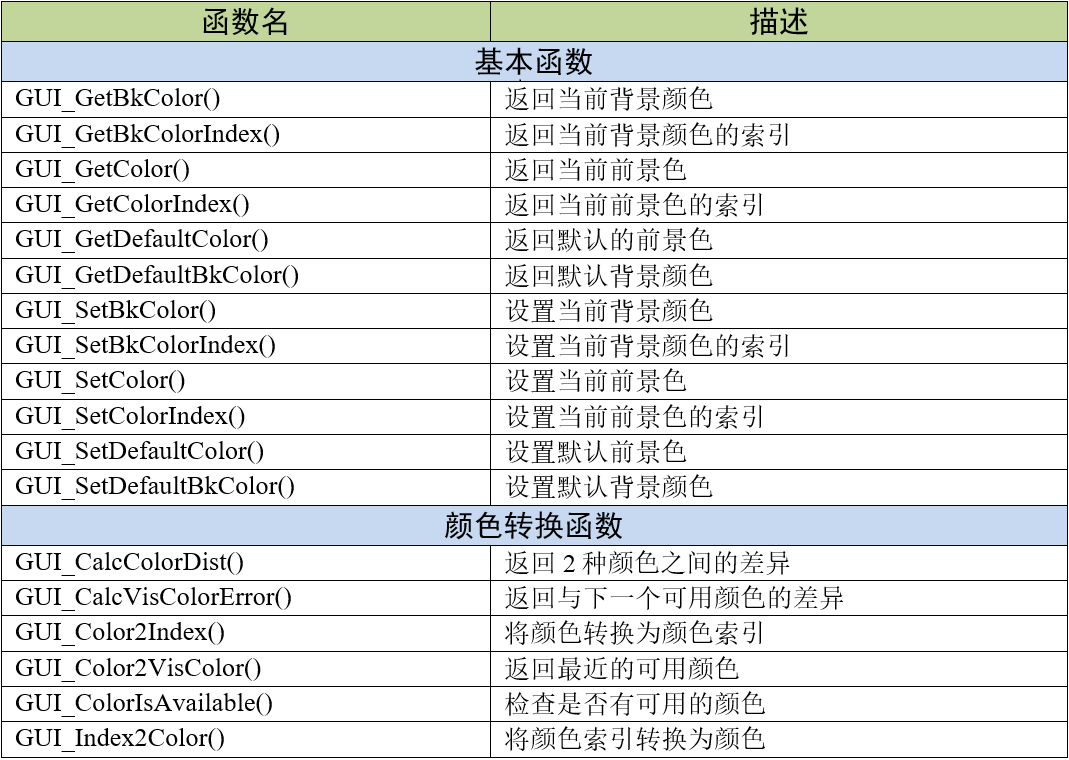 函数名 描述
基本函数
GUI_GetBkColor() 返回当前背景颜色
GUI_GetBkColorIndex() 返回当前背景颜色的索引
GUI_GetColor() 返回当前前景色
GUI_GetColorIndex() 返回当前前景色的索引
GUI_GetDefaultColor() 返回默认的前景色
GUI_GetDefaultBkColor() 返回默认背景颜色
GUI_SetBkColor() 设置当前背景颜色
GUI_SetBkColorIndex() 设置当前背景颜色的索引
GUI_SetColor() 设置当前前景色
GUI_SetColorIndex() 设置当前前景色的索引
GUI_SetDefaultColor() 设置默认前景色
GUI_SetDefaultBkColor() 设置默认背景颜色
颜色转换函数
GUI_CalcColorDist() 返回 2 种颜色之间的差异
GUI_CalcVisColorError() 返回与下一个可用颜色的差异
GUI_Color2Index() 将颜色转换为颜色索引
GUI_Color2VisColor() 返回最近的可用颜色
GUI_ColorIsAvailable() 检查是否有可用的颜色
GUI_Index2Color() 将颜色索引转换为颜色